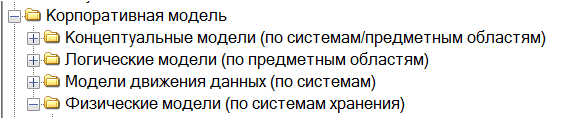 Корпоративная модель
Концептуальные модели (по системам/предметным областям)
Логические модели (по предметным областям)
Модели движения данных (по системам)
Физические модели (по системам хранения)